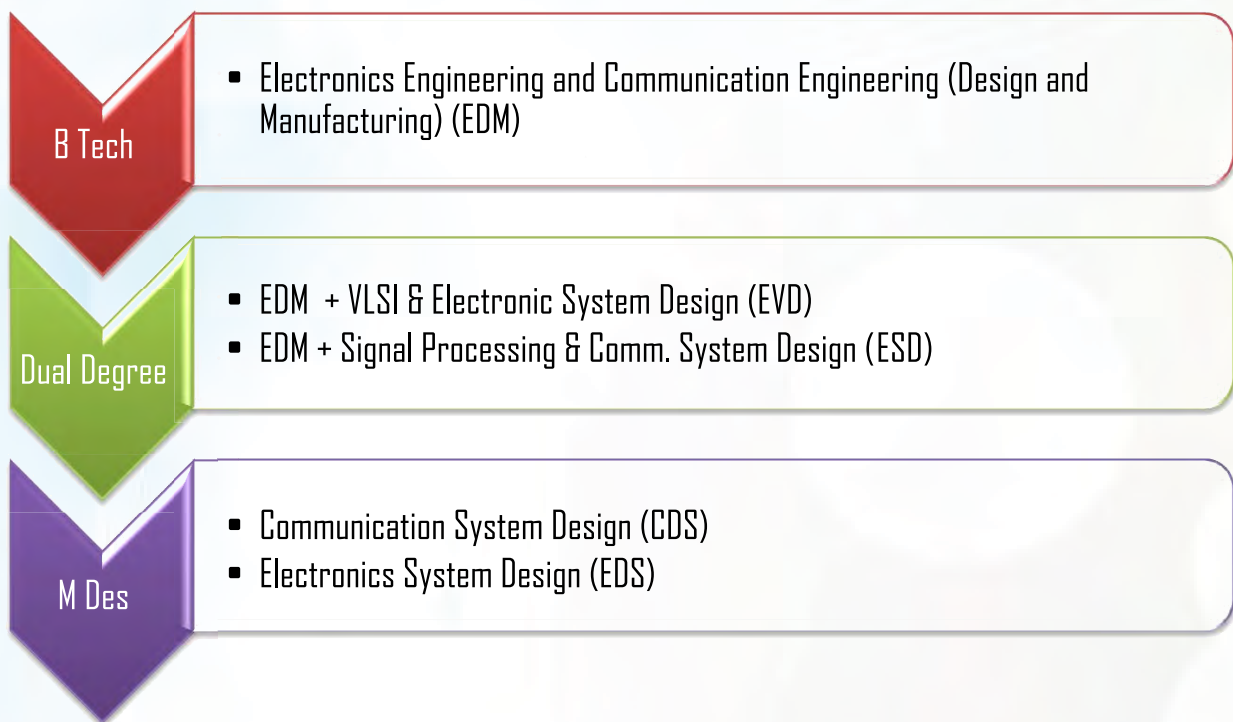 B Tech
▪ Electronics Engineering and Communication Engineering (Design and
Manufacturing) (EDM)
Dual Degree
▪ EDM + VLSI & Electronic System Design (EVD)
▪ EDM + Signal Processing & Comm. System Design (ESD)
M Des
▪ Communication System Design (CDS)
▪ Electronics System Design (EDS)